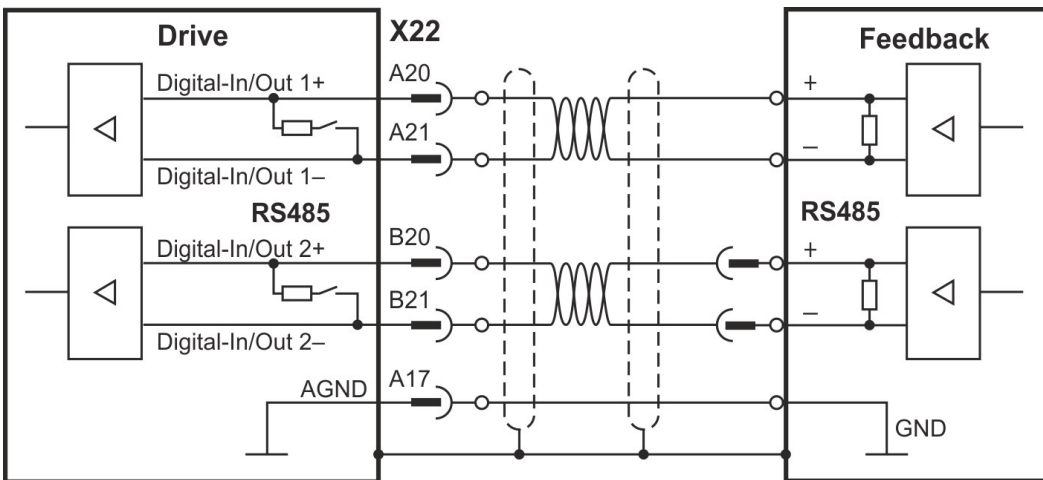 Drive
X22
Feedback
Digital-In/Out 1+
A20
+
A21
–
Digital-In/Out 1–
RS485
RS485
Digital-In/Out 2+
B20
+
B21
–
Digital-In/Out 2–
AGND
A17
GND